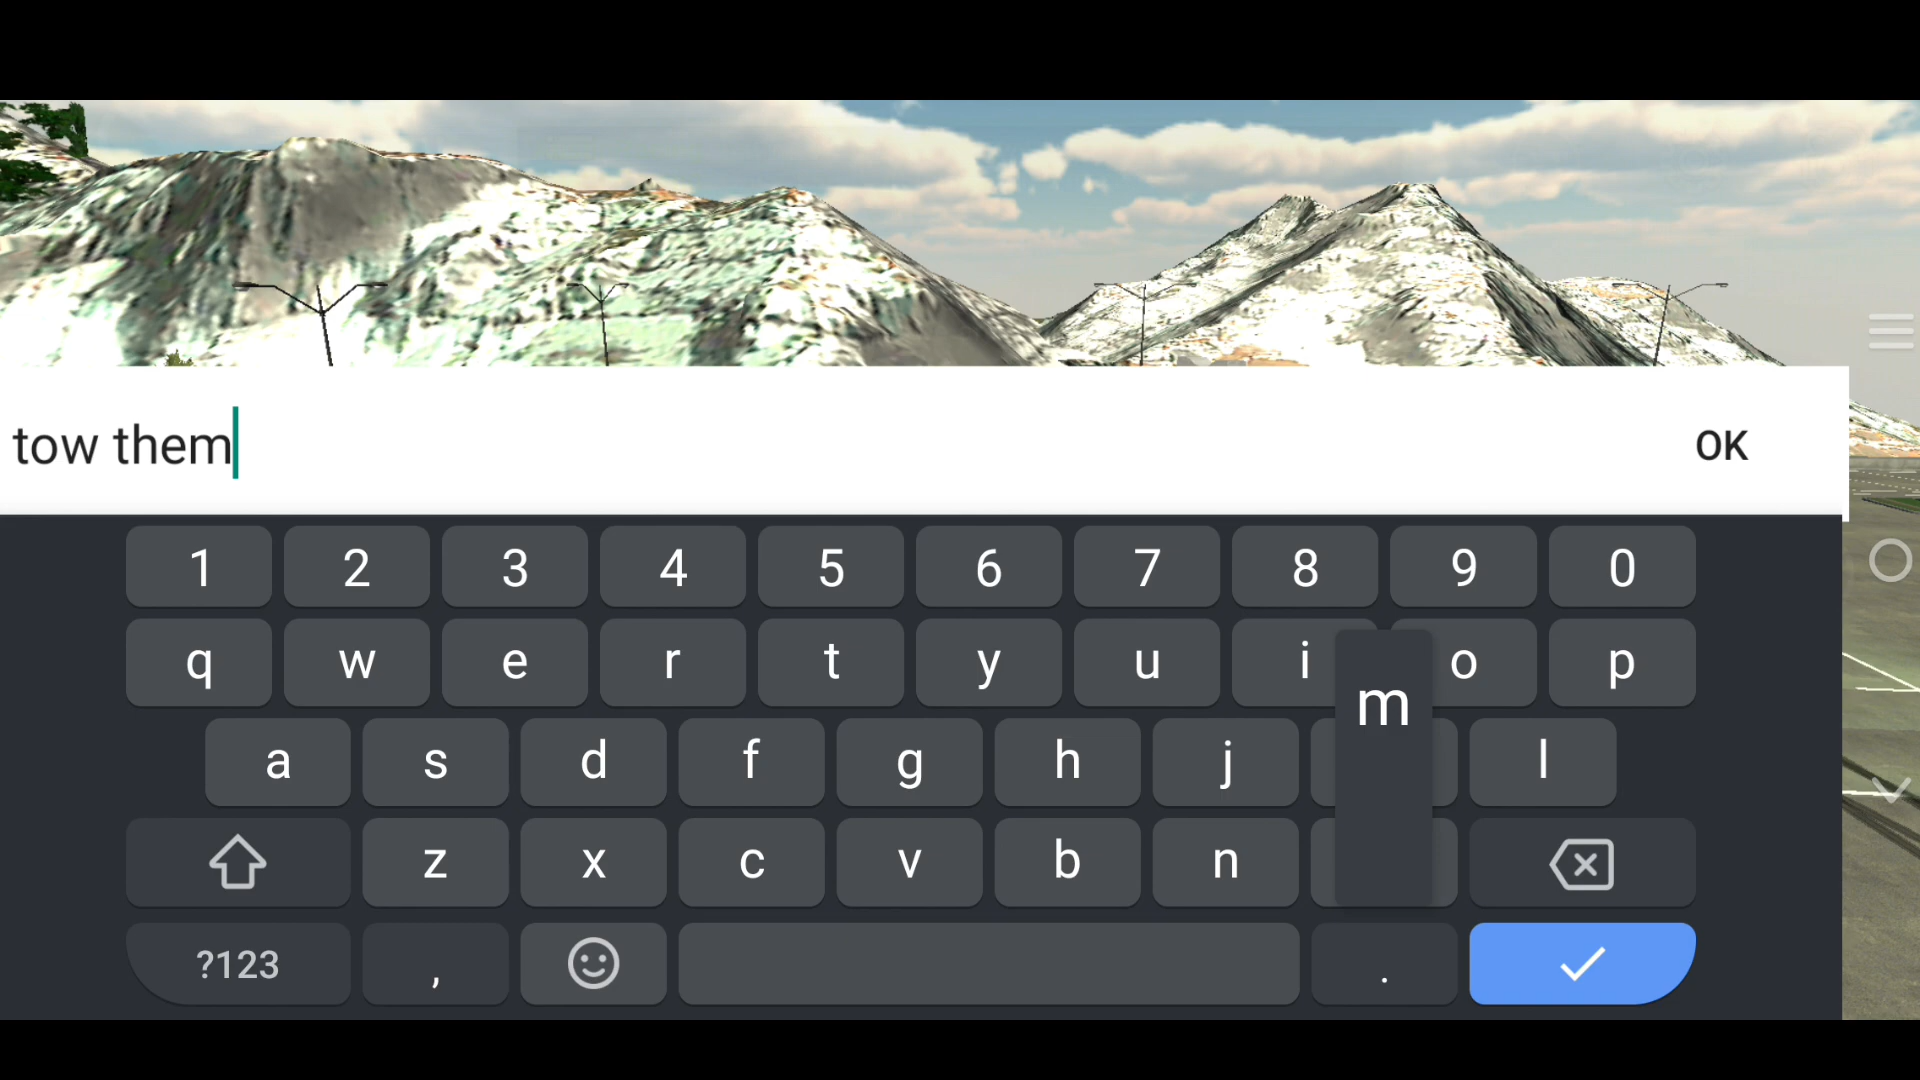 tow them
OK
1 2 3 4 5 6 7 8 9 0
q w e r t y u i o p
m
a s d f g h j l
z x c v b n
?123 , .